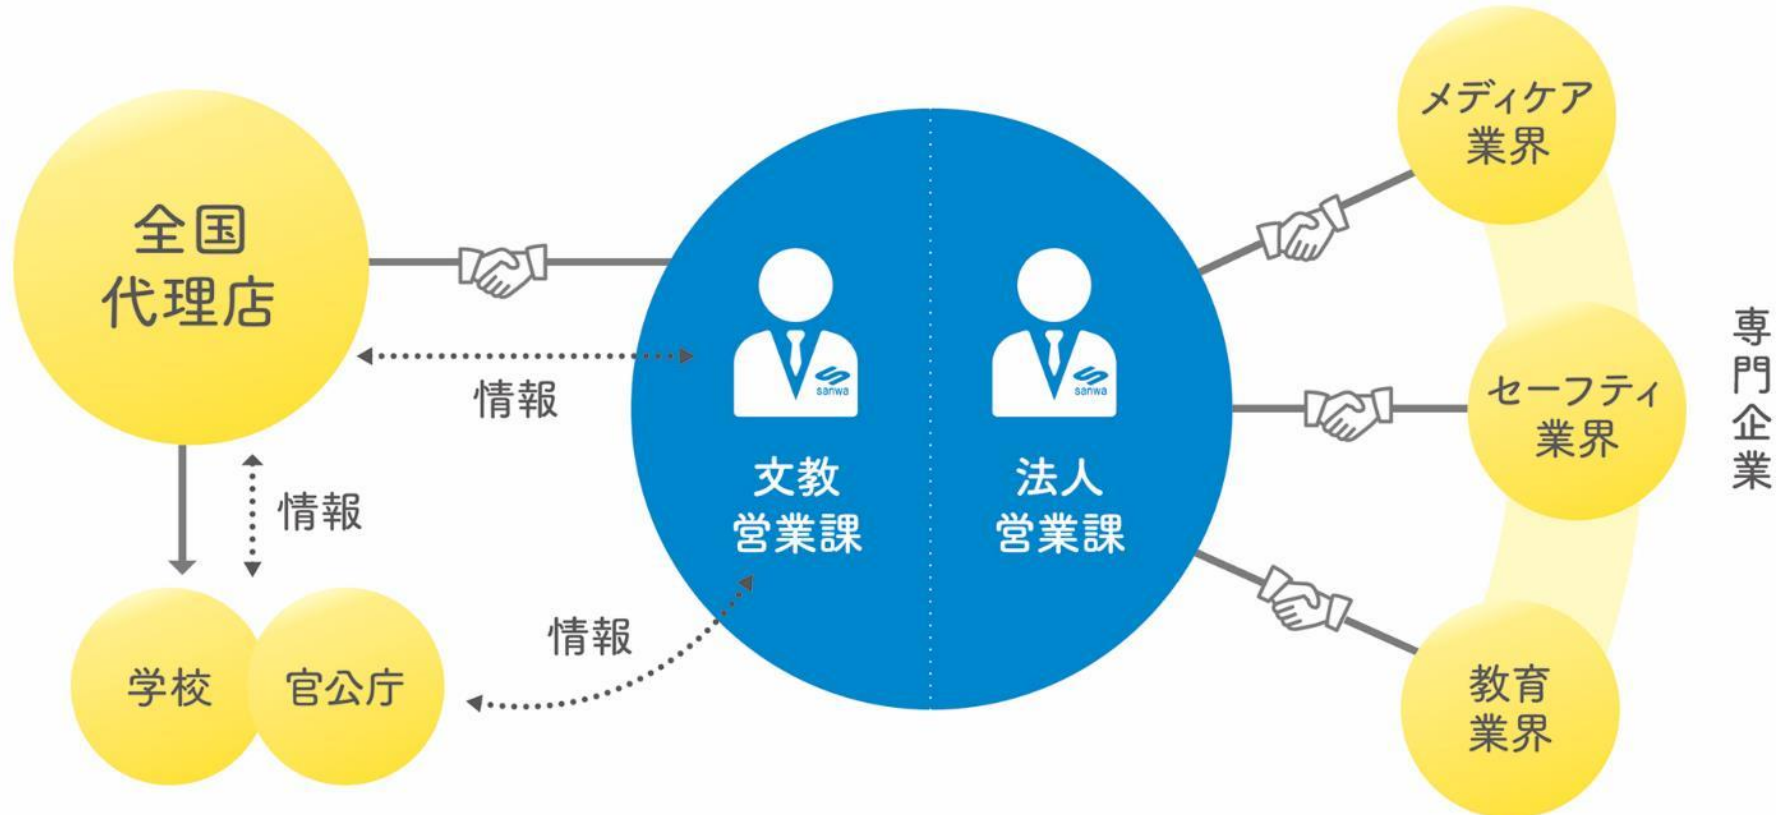 全国
代理店
情報
情報
学校
官公庁
情報
sanwa
文教
営業課
sanwa
法人
営業課
メディケア
業界
セーフティ
業界
教育
業界
専門企業